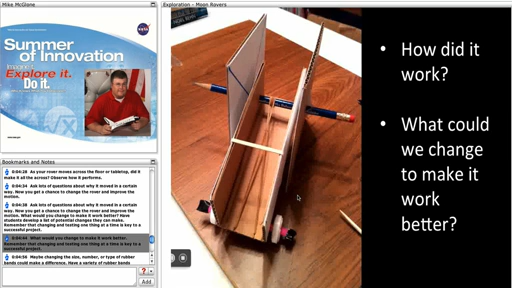 Mike McGlone
Exploration - Moon Rovers
NASA
Summer
of Innovation
Imagine it.
Explore it.
Do it.
Bookmarks and Notes
0:04:28 As your rover moves across the floor or tabletop, did it
make it all the across? Observe how it performs.
0:04:34 Ask lots of questions about why it moved in a certain
way. Now you get a chance to change the rover and improve the
motion.
0:04:38 Ask lots of questions about why it moved in a certain
way. Now you get a chance to change the rover and improve the
motion. What would you change to make it work better? Have
students develop a list of potential changes they can make.
Remember that changing and testing one thing at a time is key to a
successful project.
0:04:44 What would you change to make it work better.
Remember that changing and testing one thing at a time is key to a
successful project.
0:04:56 Maybe changing the size, number, or type of rubber
bands could make a difference. Have a variety of rubber bands
?
Add
• How did it
work?
• What could
we change
to make it
work
better?